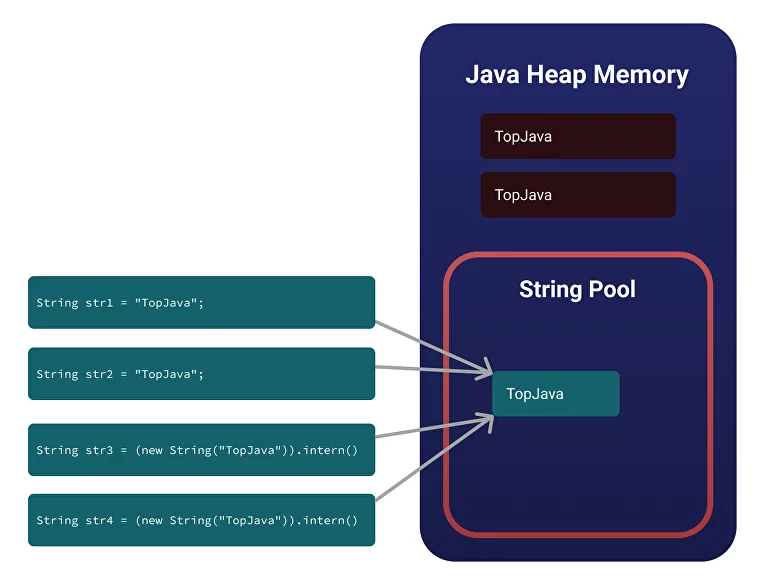 Java Heap Memory
TopJava
TopJava
String Pool
TopJava
String str1 = "TopJava";
String str2 = "TopJava";
String str3 = (new String("TopJava")).intern()
String str4 = (new String("TopJava")).intern()